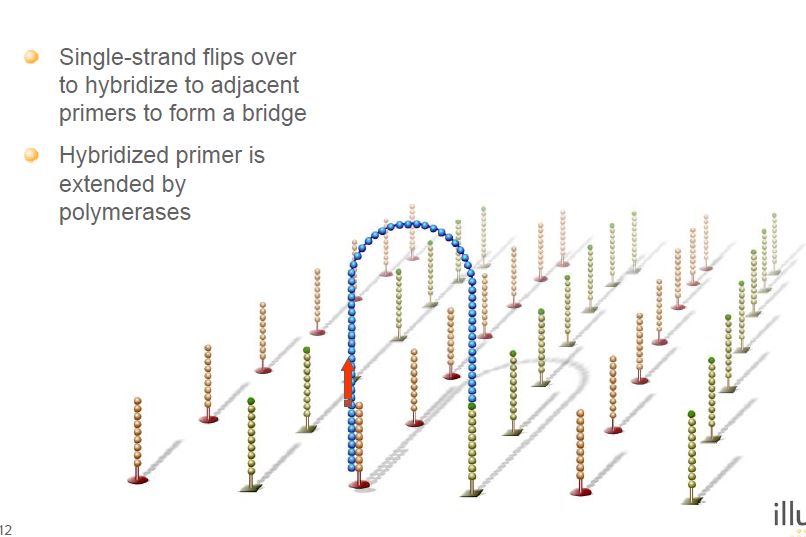 Single-strand flips over
to hybridize to adjacent
primers to form a bridge
Hybridized primer is
extended by
polymerases
12
illu